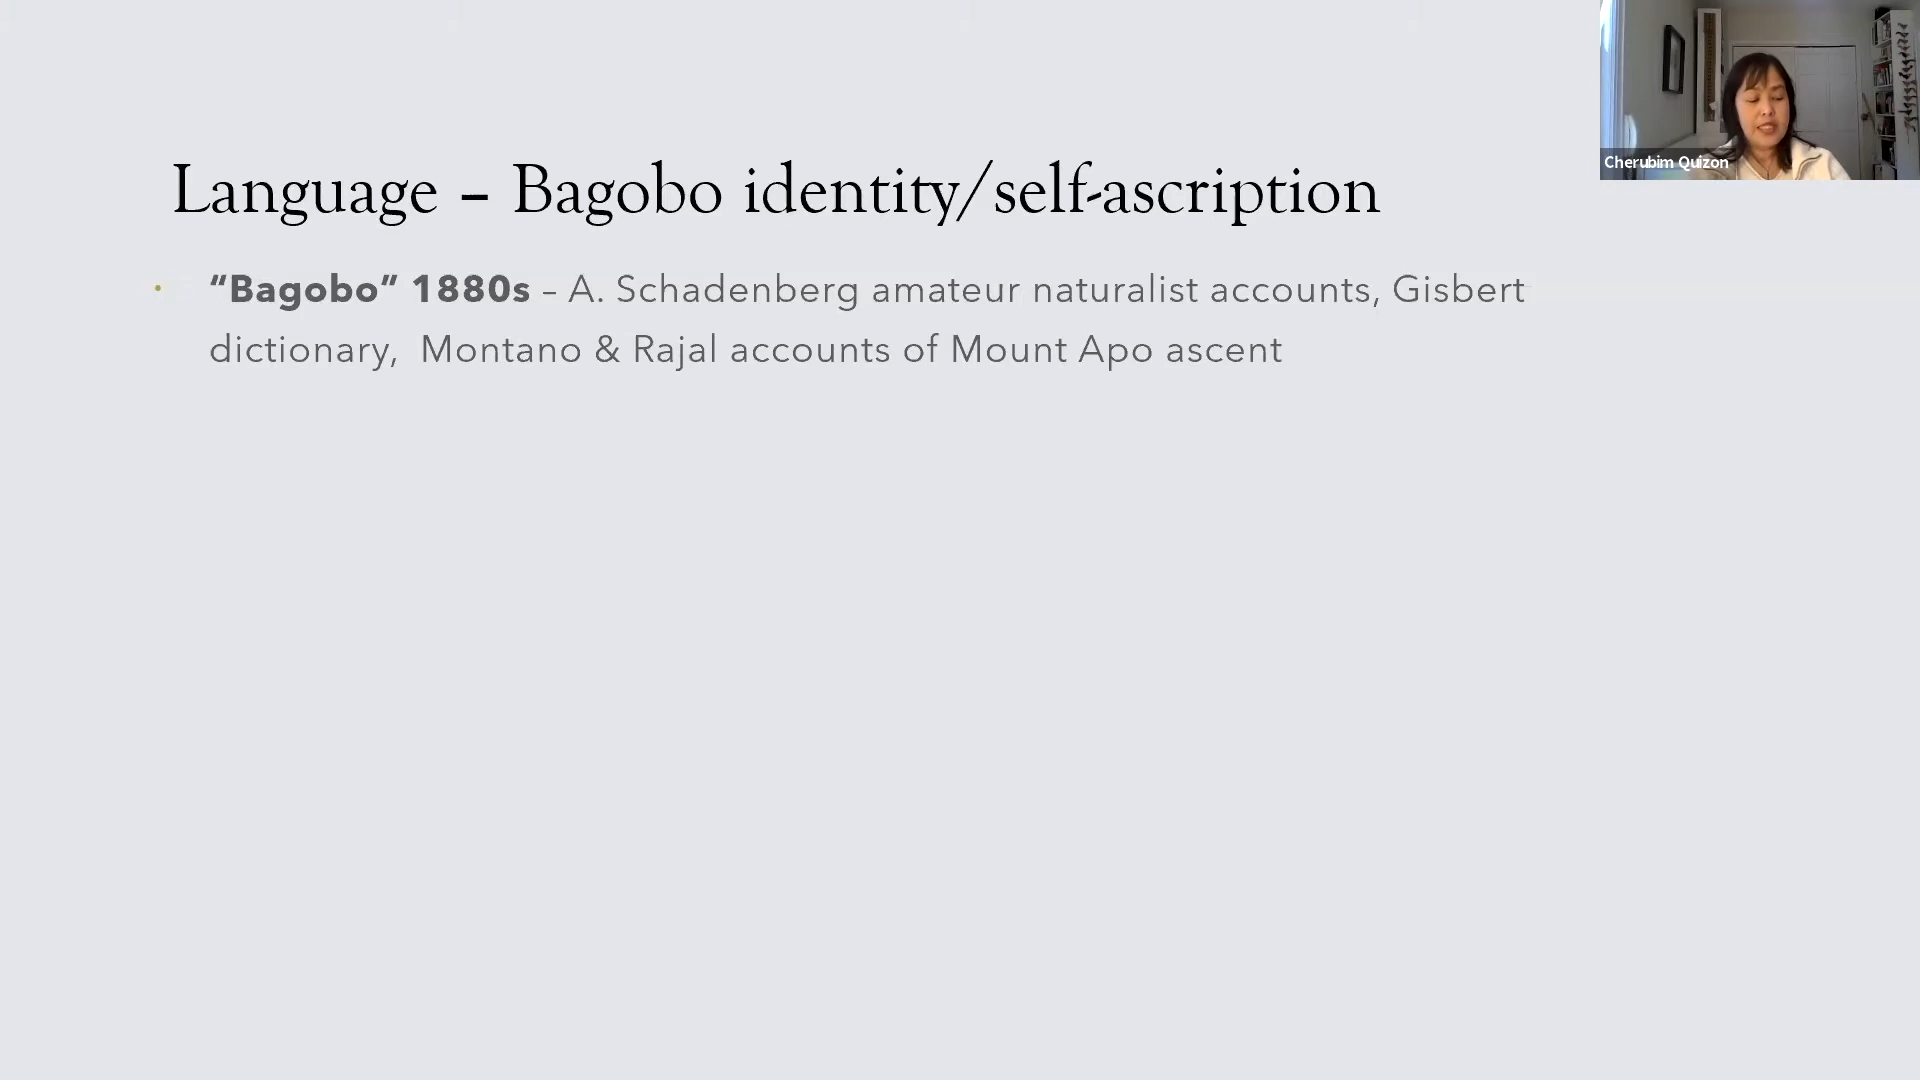 Language – Bagobo identity/self-ascription
• “Bagobo” 1880s – A. Schadenberg amateur naturalist accounts, Gisbert
dictionary,  Montano & Rajal accounts of Mount Apo ascent
Cherubim Quizon